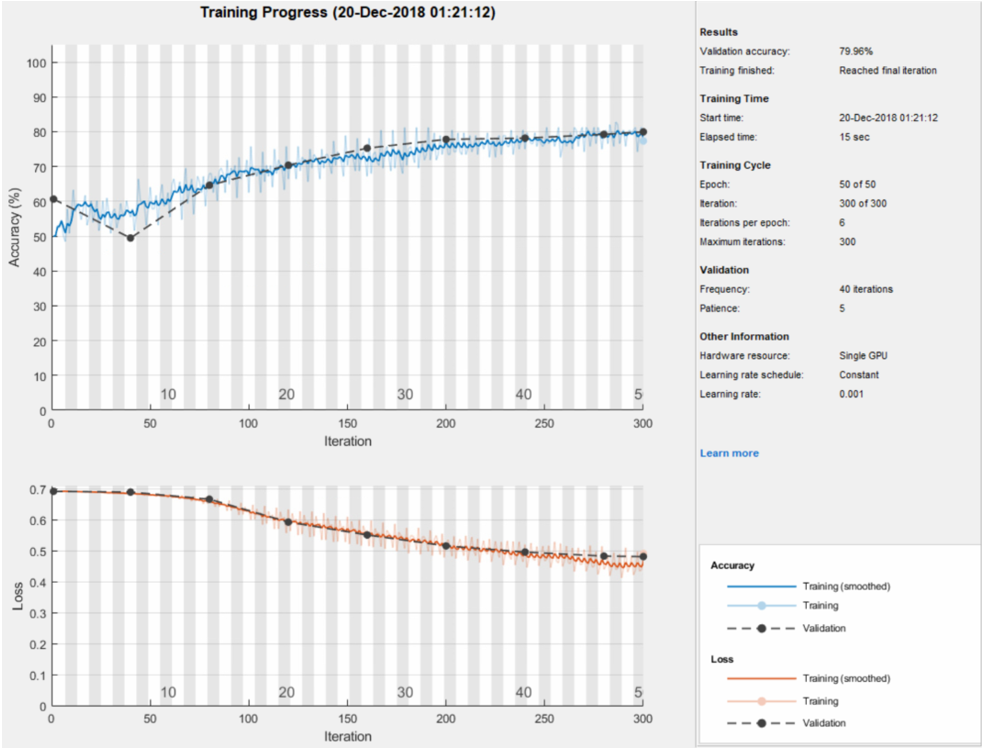 Training Progress (20-Dec-2018 01:21:12)
100
90
80
70
60
50
40
30
20
10
0
Accuracy (%)
10
20
30
40
5
0
50
100
150
200
250
300
Iteration
0.7
0.6
0.5
0.4
0.3
0.2
0.1
0
Loss
10
20
30
40
5
0
50
100
150
200
250
300
Iteration
Results
Validation accuracy: 79.96%
Training finished: Reached final iteration
Training Time
Start time: 20-Dec-2018 01:21:12
Elapsed time: 15 sec
Training Cycle
Epoch: 50 of 50
Iteration: 300 of 300
Iterations per epoch: 6
Maximum iterations: 300
Validation
Frequency: 40 iterations
Patience: 5
Other Information
Hardware resource: Single GPU
Learning rate schedule: Constant
Learning rate: 0.001
Learn more
Accuracy
Training (smoothed)
Training
Validation
Loss
Training (smoothed)
Training
Validation